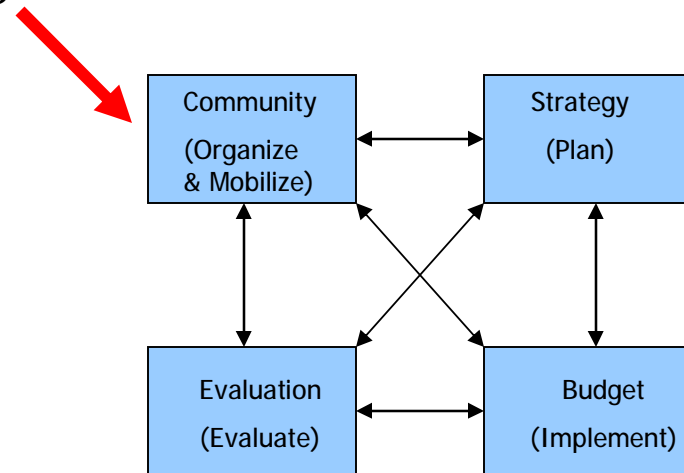 Community
(Organize
& Mobilize)
Strategy
(Plan)
Evaluation
(Evaluate)
Budget
(Implement)